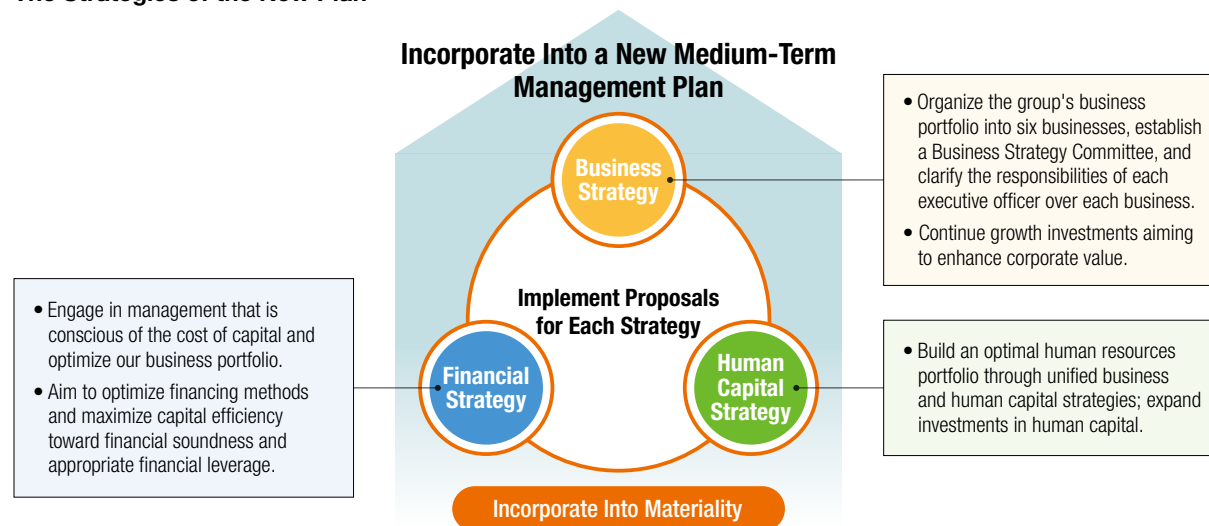 Incorporate Into a New Medium-Term
Management Plan
Business
Strategy
• Organize the group's business
portfolio into six businesses, establish
a Business Strategy Committee, and
clarify the responsibilities of each
executive officer over each business.
• Continue growth investments aiming
to enhance corporate value.
Implement Proposals
for Each Strategy
• Engage in management that is
conscious of the cost of capital and
optimize our business portfolio.
• Aim to optimize financing methods
and maximize capital efficiency
toward financial soundness and
appropriate financial leverage.
Financial
Strategy
Human
Capital
Strategy
• Build an optimal human resources
portfolio through unified business
and human capital strategies; expand
investments in human capital.
Incorporate Into Materiality